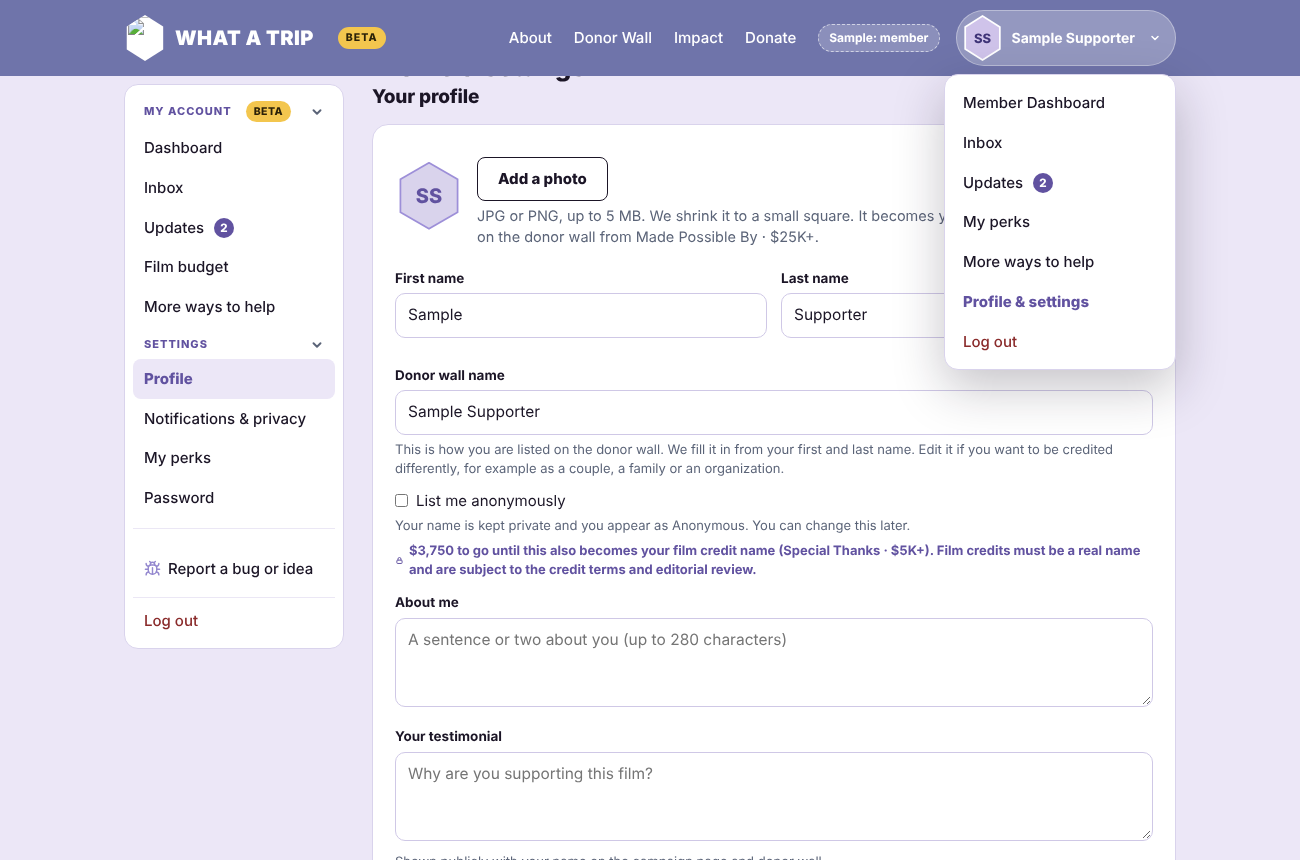 WHAT A TRIP
BETA
About
Donor Wall
Impact
Donate
Sample: member
SS
Sample Supporter
MY ACCOUNT
BETA
Dashboard
Inbox
Updates 2
Film budget
More ways to help
SETTINGS
Profile
Notifications & privacy
My perks
Password
Report a bug or idea
Log out
Your profile
SS
Add a photo
JPG or PNG, up to 5 MB. We shrink it to a small square. It becomes
on the donor wall from Made Possible By · $25K+.
First name
Sample
Last name
Supporter
Donor wall name
Sample Supporter
This is how you are listed on the donor wall. We fill it in from your first and last name. Edit it if you want to be credited
differently, for example as a couple, a family or an organization.
List me anonymously
Your name is kept private and you appear as Anonymous. You can change this later.
$3,750 to go until this also becomes your film credit name (Special Thanks · $5K+). Film credits must be a real name
and are subject to the credit terms and editorial review.
About me
A sentence or two about you (up to 280 characters)
Your testimonial
Why are you supporting this film?
Member Dashboard
Inbox
Updates 2
My perks
More ways to help
Profile & settings
Log out